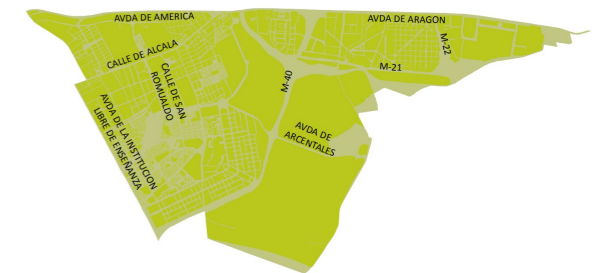 AVDA DE AMERICA
AVDA DE ARAGON
M-22
CALLE DE ALCALA
M-21
CALLE DE SAN
ROMUALDO
M-40
AVDA DE LA INSTITUCION
LIBRE DE ENSEÑANZA
AVDA DE
ARCENTALES